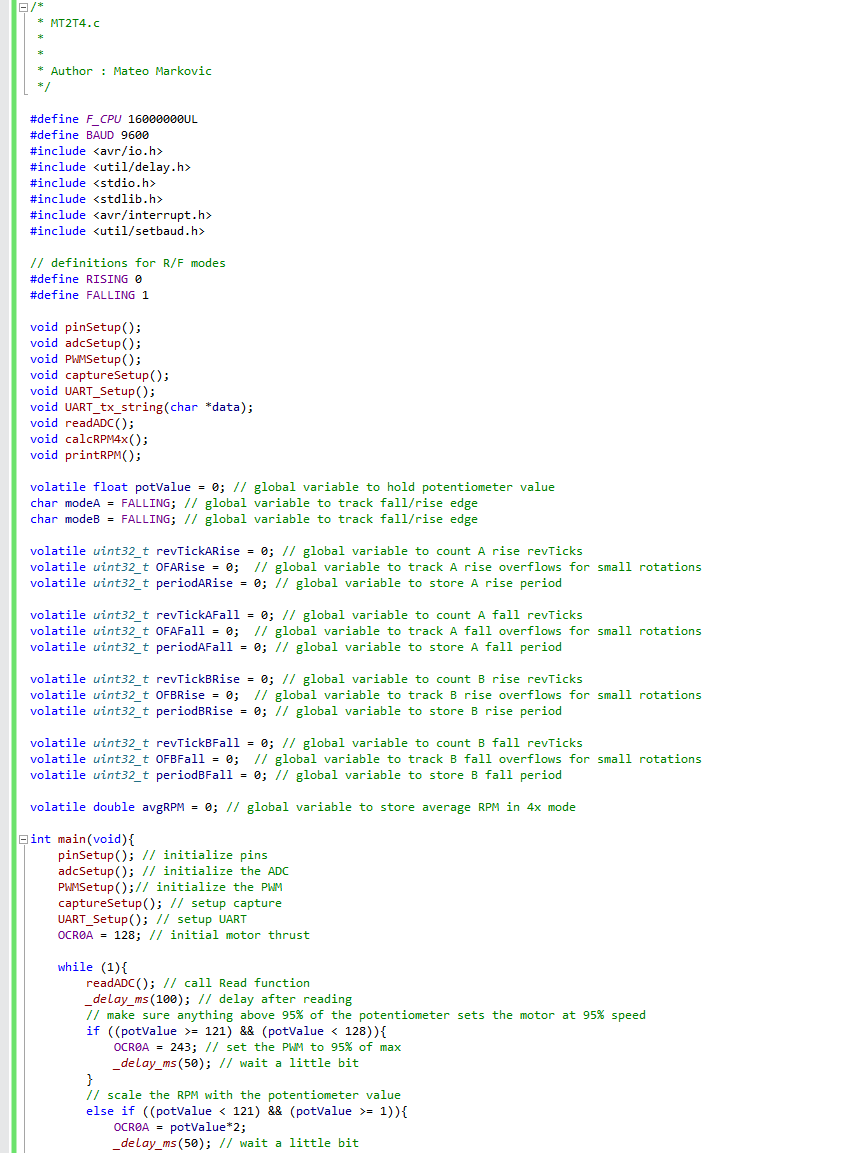 /*
 * MT2T4.c
 *
 *
 * Author : Mateo Markovic
 */

#define F_CPU 16000000UL
#define BAUD 9600
#include <avr/io.h>
#include <util/delay.h>
#include <stdio.h>
#include <stdlib.h>
#include <avr/interrupt.h>
#include <util/setbaud.h>

// definitions for R/F modes
#define RISING 0
#define FALLING 1

void pinSetup();
void adcSetup();
void PWMSetup();
void captureSetup();
void UART_Setup();
void UART_tx_string(char *data);
void readADC();
void calcRPM4x();
void printRPM();

volatile float potValue = 0; // global variable to hold potentiometer value
char modeA = FALLING; // global variable to track fall/rise edge
char modeB = FALLING; // global variable to track fall/rise edge

volatile uint32_t revTickARise = 0; // global variable to count A rise revTicks
volatile uint32_t OFARise = 0;  // global variable to track A rise overflows for small rotations
volatile uint32_t periodARise = 0; // global variable to store A rise period

volatile uint32_t revTickAFall = 0; // global variable to count A fall revTicks
volatile uint32_t OFAFall = 0;  // global variable to track A fall overflows for small rotations
volatile uint32_t periodAFall = 0; // global variable to store A fall period

volatile uint32_t revTickBRise = 0; // global variable to count B rise revTicks
volatile uint32_t OFBRise = 0;  // global variable to track B rise overflows for small rotations
volatile uint32_t periodBRise = 0; // global variable to store B rise period

volatile uint32_t revTickBFall = 0; // global variable to count B fall revTicks
volatile uint32_t OFBFall = 0;  // global variable to track B fall overflows for small rotations
volatile uint32_t periodBFall = 0; // global variable to store B fall period

volatile double avgRPM = 0; // global variable to store average RPM in 4x mode

int main(void){
    pinSetup(); // initialize pins
    adcSetup(); // initialize the ADC
    PWMSetup();// initialize the PWM
    captureSetup(); // setup capture
    UART_Setup(); // setup UART
    OCR0A = 128; // initial motor thrust

    while (1){
        readADC(); // call Read function
        _delay_ms(100); // delay after reading
        // make sure anything above 95% of the potentiometer sets the motor at 95% speed
        if ((potValue >= 121) && (potValue < 128)){
            OCR0A = 243; // set the PWM to 95% of max
            _delay_ms(50); // wait a little bit
        }
        // scale the RPM with the potentiometer value
        else if ((potValue < 121) && (potValue >= 1)){
            OCR0A = potValue*2;
            _delay_ms(50); // wait a little bit